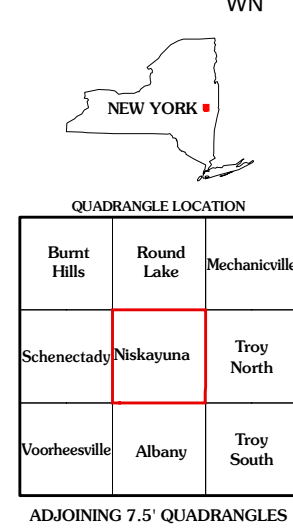 WN
NEW YORK
QUADRANGLE LOCATION
Burnt
Hills
Round
Lake
Mechanicville
Schenectady
Niskayuna
Troy
North
Voorheesville
Albany
Troy
South
ADJOINING 7.5' QUADRANGLES